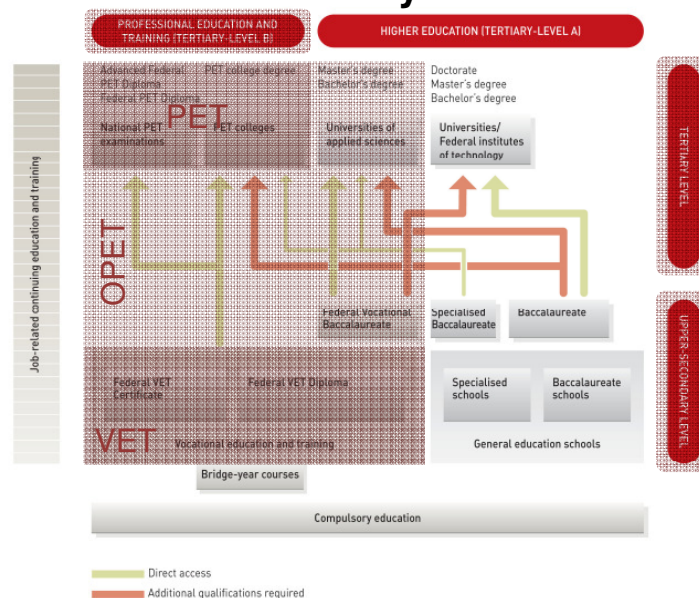 PROFESSIONAL EDUCATION AND
TRAINING (TERTIARY-LEVEL B)
HIGHER EDUCATION (TERTIARY-LEVEL A)
Advanced Federal
PET Diploma
Federal PET Diploma
PET college degree
Master's degree
Bachelor's degree
Doctorate
Master's degree
Bachelor's degree
PET
National PET
examinations
PET colleges
Universities of
applied sciences
Universities/
Federal institutes
of technology
TERTIARY LEVEL
Job-related continuing education and training
OPET
Federal Vocational
Baccalaureate
Specialised
Baccalaureate
Baccalaureate
UPPER-SECONDARY LEVEL
Federal VET
Certificate
Federal VET Diploma
Specialised
schools
Baccalaureate
schools
VET
Vocational education and training
General education schools
Bridge-year courses
Compulsory education
Direct access
Additional qualifications required